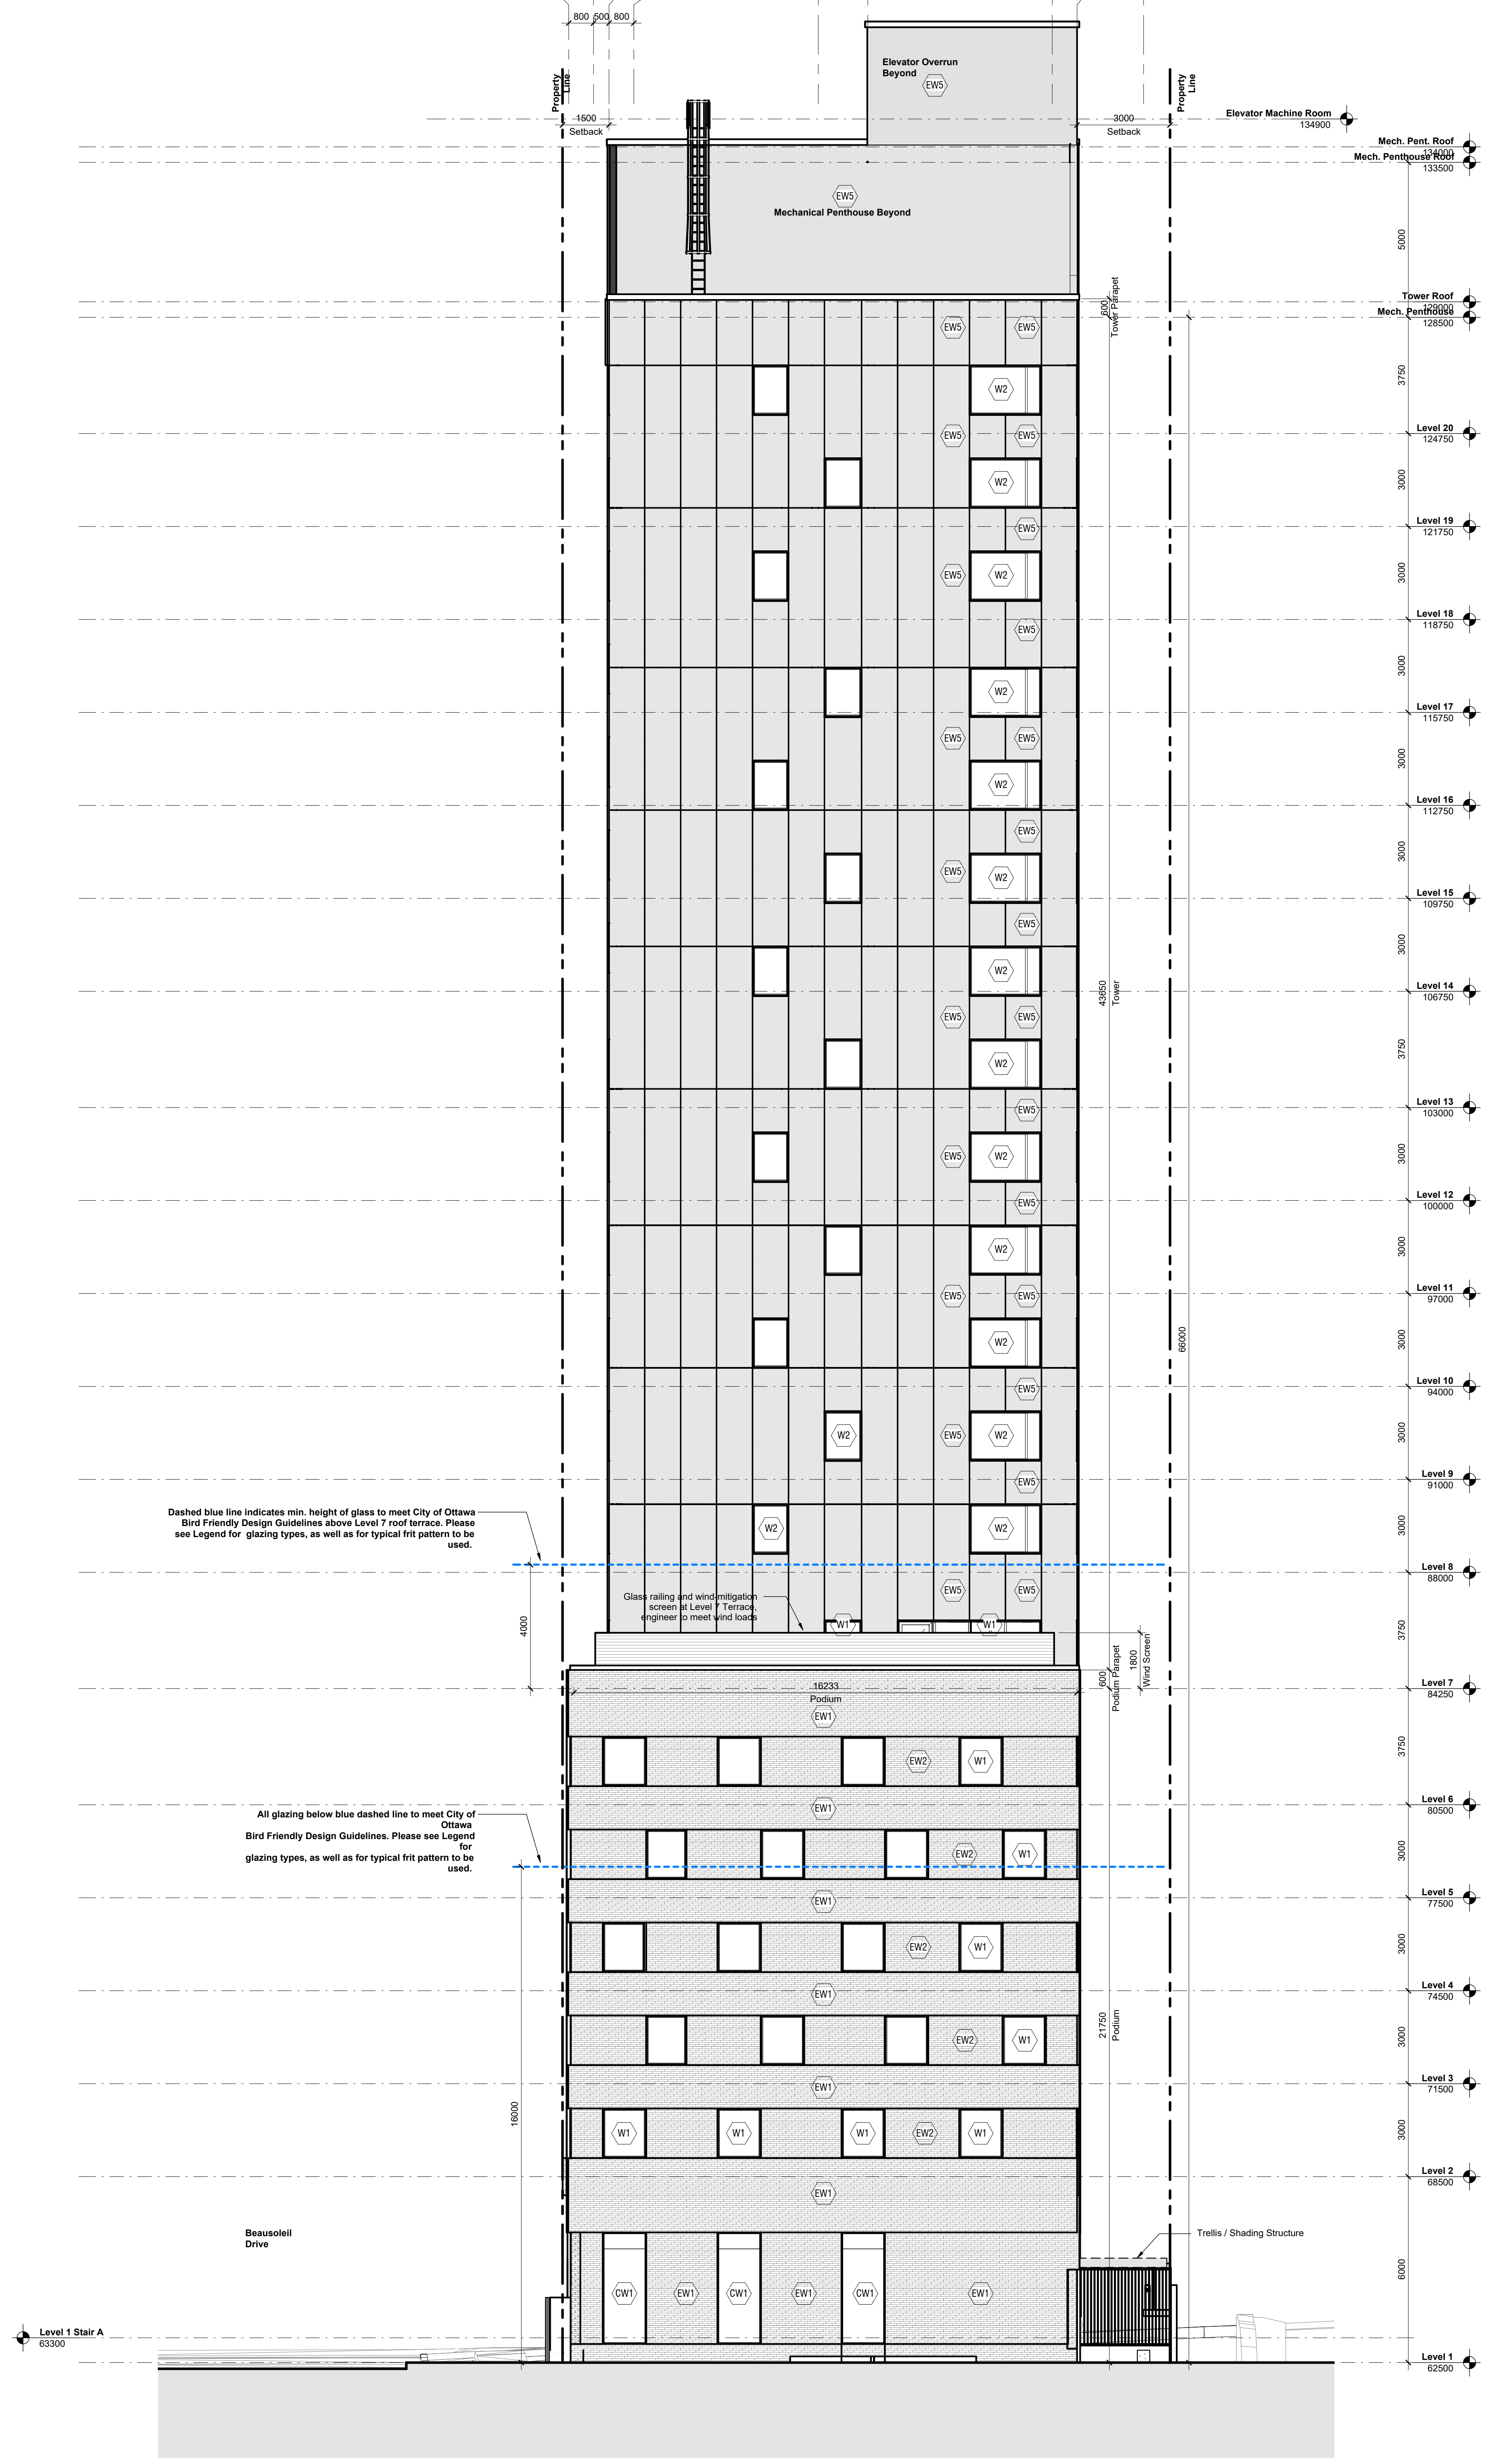 800 500 800
Property
Line
Elevator Overrun
Beyond
EW5
Property
Line
1500
Setback
3000
Setback
Elevator Machine Room
134900
Mech. Pent. Roof
134000
Mech. Penthouse Roof
133500
EW5
Mechanical Penthouse Beyond
5000
Tower Roof
129000
Mech. Penthouse
128500
600
Tower Parapet
EW5 EW5
W2
3750
Level 20
124750
EW5 EW5
W2
3000
Level 19
121750
EW5
EW5 W2
3000
Level 18
118750
EW5
W2
3000
Level 17
115750
EW5 EW5
W2
3000
Level 16
112750
EW5
EW5 W2
3000
Level 15
109750
EW5
W2
3000
Level 14
106750
43650
Tower
EW5 EW5
W2
3750
Level 13
103000
EW5
EW5 W2
3000
Level 12
100000
EW5
W2
3000
Level 11
97000
EW5 EW5
W2
3000
66000
Level 10
94000
EW5
W2 EW5 W2
3000
Level 9
91000
EW5
W2 W2
3000
Dashed blue line indicates min. height of glass to meet City of Ottawa
Bird Friendly Design Guidelines above Level 7 roof terrace. Please
see Legend for glazing types, as well as for typical frit pattern to be
used.
Level 8
88000
EW5 EW5
Glass railing and wind-mitigation
screen at Level 7 Terrace,
engineer to meet wind loads
W1 W1
4000
3750
1800
Wind Screen
600
Podium Parapet
Level 7
84250
16233
Podium
EW1
EW2 W1
3750
Level 6
80500
EW1
All glazing below blue dashed line to meet City of
Ottawa
Bird Friendly Design Guidelines. Please see Legend
for
glazing types, as well as for typical frit pattern to be
used.
EW2 W1
3000
Level 5
77500
EW1
EW2 W1
3000
Level 4
74500
EW1
21750
Podium
EW2 W1
3000
Level 3
71500
EW1
16000
W1 W1 W1 EW2 W1
3000
Level 2
68500
EW1
Beausoleil
Drive
Trellis / Shading Structure
CW1 EW1 CW1 EW1 CW1 EW1
6000
Level 1 Stair A
63300
Level 1
62500